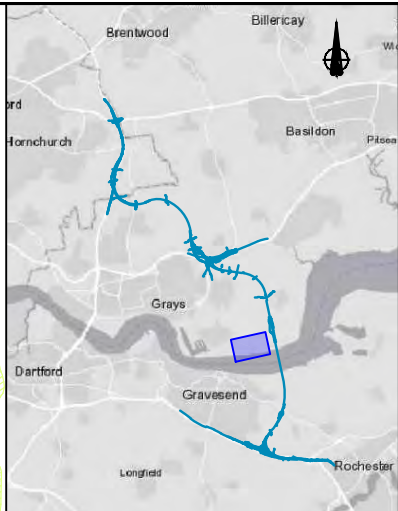 Billericay
Brentwood
Basildon
Pitsea
Hornchurch
Grays
Dartford
Gravesend
Rochester
Longfield